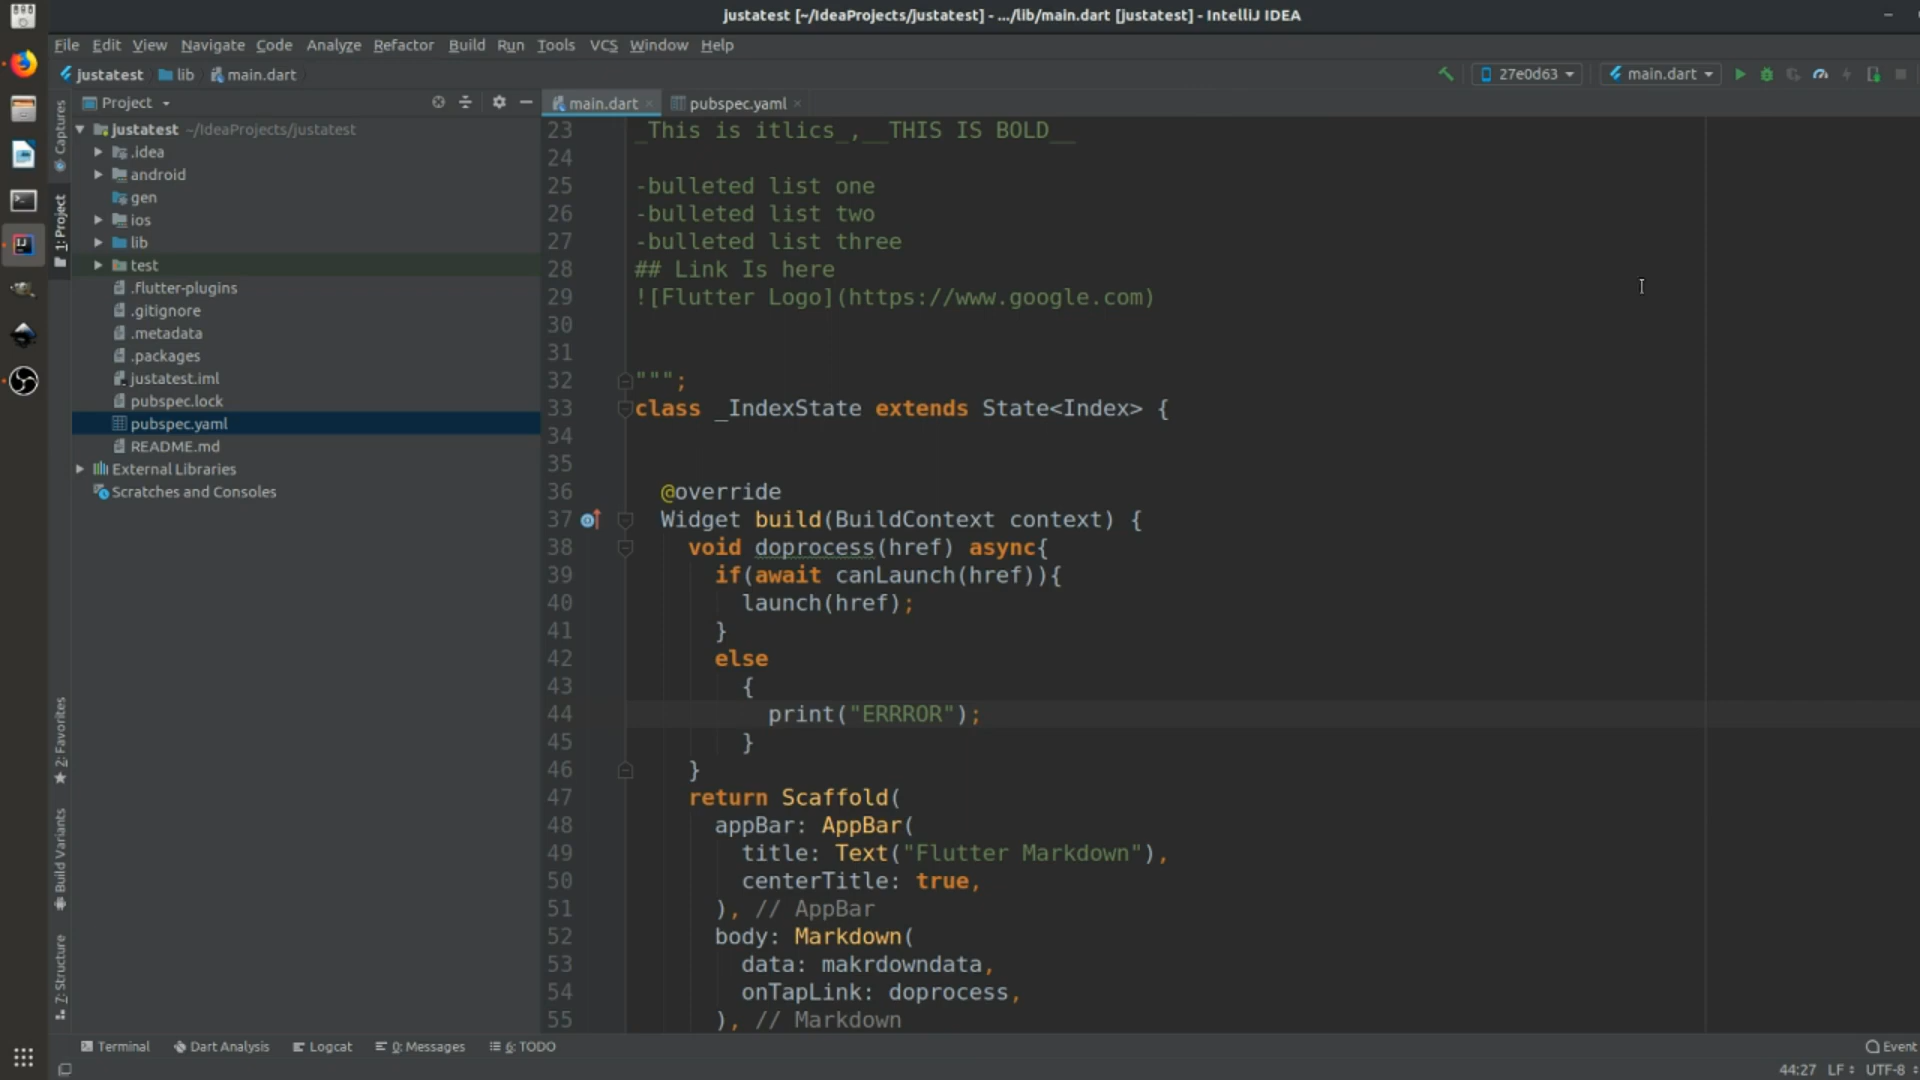 justatest [~/IdeaProjects/justatest] - .../lib/main.dart [justatest] - IntelliJ IDEA
File Edit View Navigate Code Analyze Refactor Build Run Tools VCS Window Help
justatest lib main.dart
27e0d63 main.dart
Project
main.dart pubspec.yaml
Captures
1: Project
2: Favorites
Build Variants
7: Structure
justatest ~/IdeaProjects/justatest
.idea
android
gen
ios
lib
test
.flutter-plugins
.gitignore
.metadata
.packages
justatest.iml
pubspec.lock
pubspec.yaml
README.md
External Libraries
Scratches and Consoles
23 _This is itlics_,__THIS IS BOLD__
24
25 -bulleted list one
26 -bulleted list two
27 -bulleted list three
28 ## Link Is here
29 ![Flutter Logo](https://www.google.com)
30
31
32 """;
33 class _IndexState extends State<Index> {
34
35
36 @override
37 Widget build(BuildContext context) {
38 void doprocess(href) async{
39 if(await canLaunch(href)){
40 launch(href);
41 }
42 else
43 {
44 print("ERRROR");
45 }
46 }
47 return Scaffold(
48 appBar: AppBar(
49 title: Text("Flutter Markdown"),
50 centerTitle: true,
51 ), // AppBar
52 body: Markdown(
53 data: makrdowndata,
54 onTapLink: doprocess,
55 ), // Markdown
Terminal Dart Analysis Logcat 0: Messages 6: TODO Event
44:27 LF UTF-8